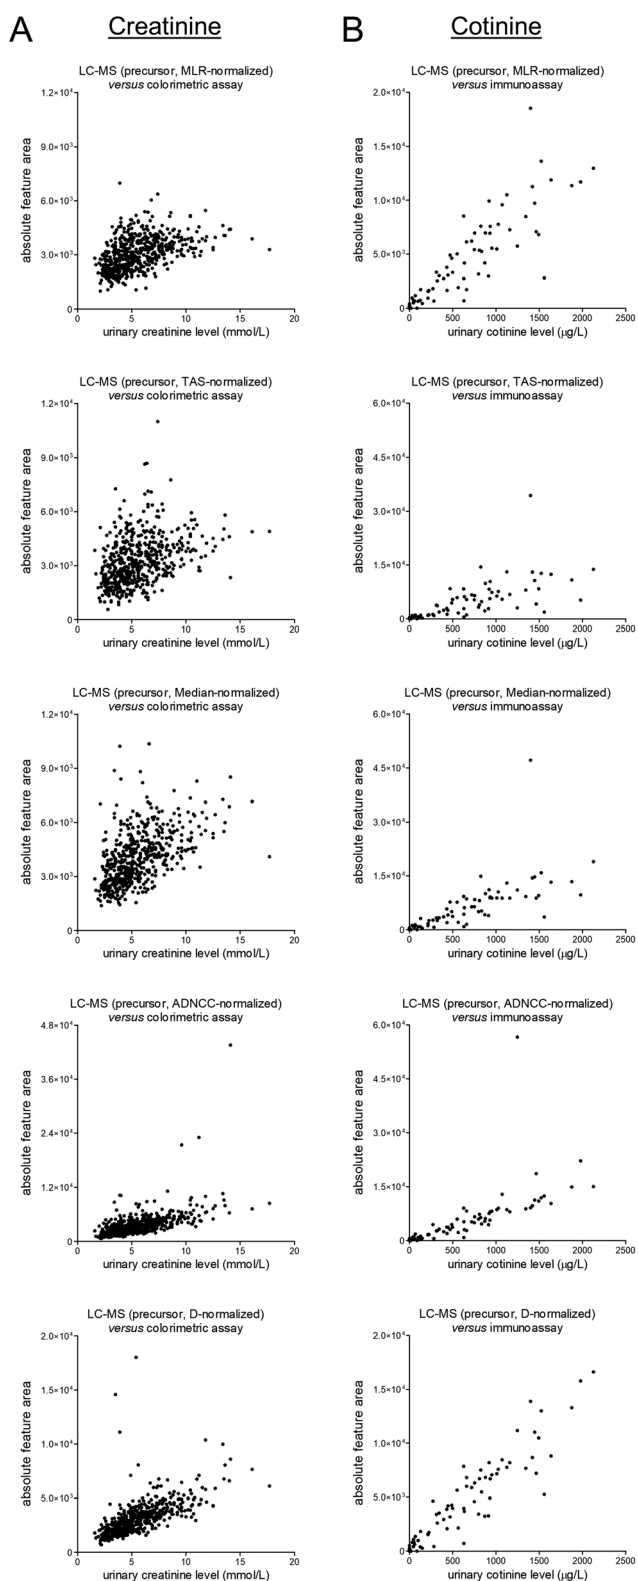 A
Creatinine
B
Cotinine
LC-MS (precursor, MLR-normalized)
versus colorimetric assay
1.2×10⁴
9.0×10³
6.0×10³
3.0×10³
0
absolute feature area
0 5 10 15 20
urinary creatinine level (mmol/L)
LC-MS (precursor, MLR-normalized)
versus immunoassay
2.0×10⁴
1.5×10⁴
1.0×10⁴
5.0×10³
0
absolute feature area
0 500 1000 1500 2000 2500
urinary cotinine level (μg/L)
LC-MS (precursor, TAS-normalized)
versus colorimetric assay
1.2×10⁴
9.0×10³
6.0×10³
3.0×10³
0
absolute feature area
0 5 10 15 20
urinary creatinine level (mmol/L)
LC-MS (precursor, TAS-normalized)
versus immunoassay
6.0×10⁴
4.5×10⁴
3.0×10⁴
1.5×10⁴
0
absolute feature area
0 500 1000 1500 2000 2500
urinary cotinine level (μg/L)
LC-MS (precursor, Median-normalized)
versus colorimetric assay
1.2×10⁴
9.0×10³
6.0×10³
3.0×10³
0
absolute feature area
0 5 10 15 20
urinary creatinine level (mmol/L)
LC-MS (precursor, Median-normalized)
versus immunoassay
6.0×10⁴
4.5×10⁴
3.0×10⁴
1.5×10⁴
0
absolute feature area
0 500 1000 1500 2000 2500
urinary cotinine level (μg/L)
LC-MS (precursor, ADNCC-normalized)
versus colorimetric assay
4.8×10⁴
3.6×10⁴
2.4×10⁴
1.2×10⁴
0
absolute feature area
0 5 10 15 20
urinary creatinine level (mmol/L)
LC-MS (precursor, ADNCC-normalized)
versus immunoassay
6.0×10⁴
4.5×10⁴
3.0×10⁴
1.5×10⁴
0
absolute feature area
0 500 1000 1500 2000 2500
urinary cotinine level (μg/L)
LC-MS (precursor, D-normalized)
versus colorimetric assay
2.0×10⁴
1.5×10⁴
1.0×10⁴
5.0×10³
0
absolute feature area
0 5 10 15 20
urinary creatinine level (mmol/L)
LC-MS (precursor, D-normalized)
versus immunoassay
2.0×10⁴
1.5×10⁴
1.0×10⁴
5.0×10³
0
absolute feature area
0 500 1000 1500 2000 2500
urinary cotinine level (μg/L)